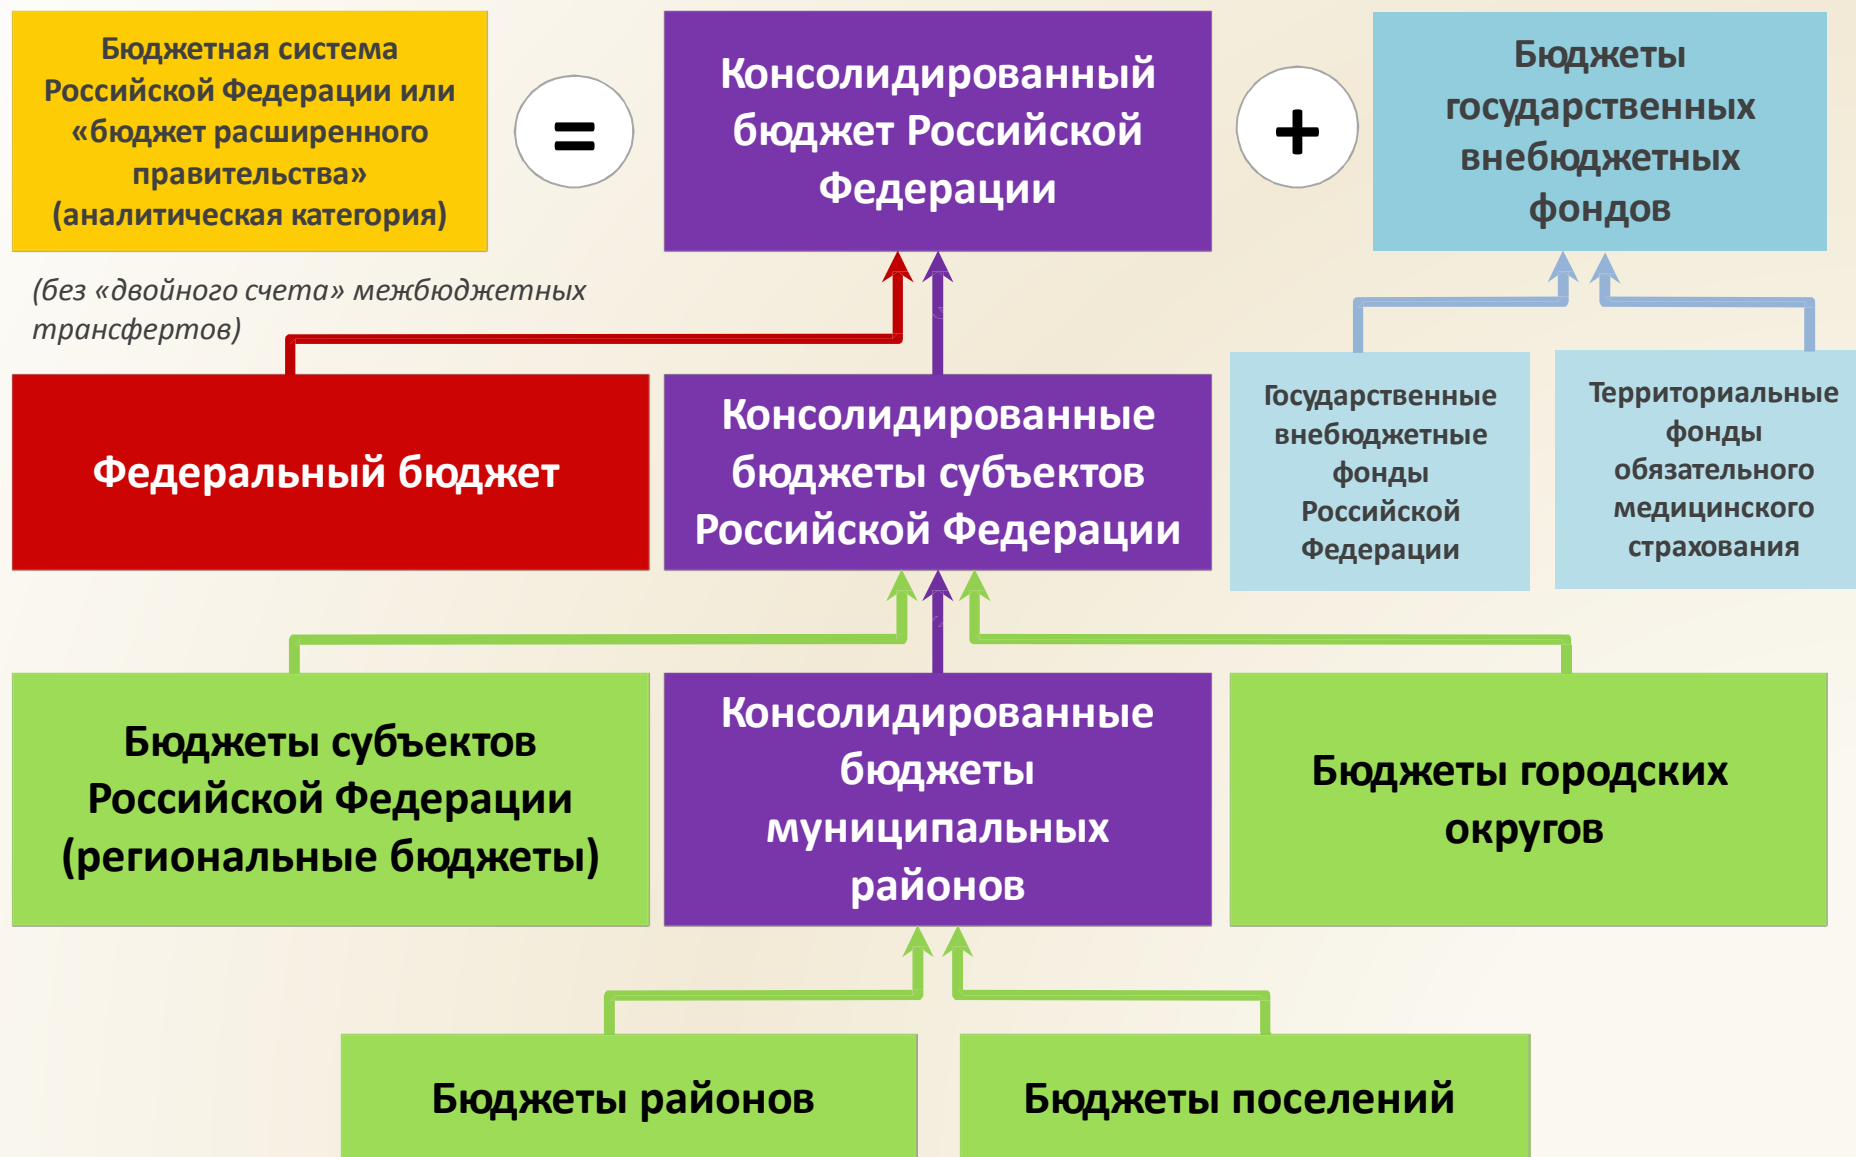 Бюджетная система
Российской Федерации или
«бюджет расширенного
правительства»
(аналитическая категория)
=
Консолидированный
бюджет Российской
Федерации
+
Бюджеты
государственных
внебюджетных
фондов
(без «двойного счета» межбюджетных
трансфертов)
Федеральный бюджет
Консолидированные
бюджеты субъектов
Российской Федерации
Государственные
внебюджетные
фонды
Российской
Федерации
Территориальные
фонды
обязательного
медицинского
страхования
Бюджеты субъектов
Российской Федерации
(региональные бюджеты)
Консолидированные
бюджеты
муниципальных
районов
Бюджеты городских
округов
Бюджеты районов
Бюджеты поселений